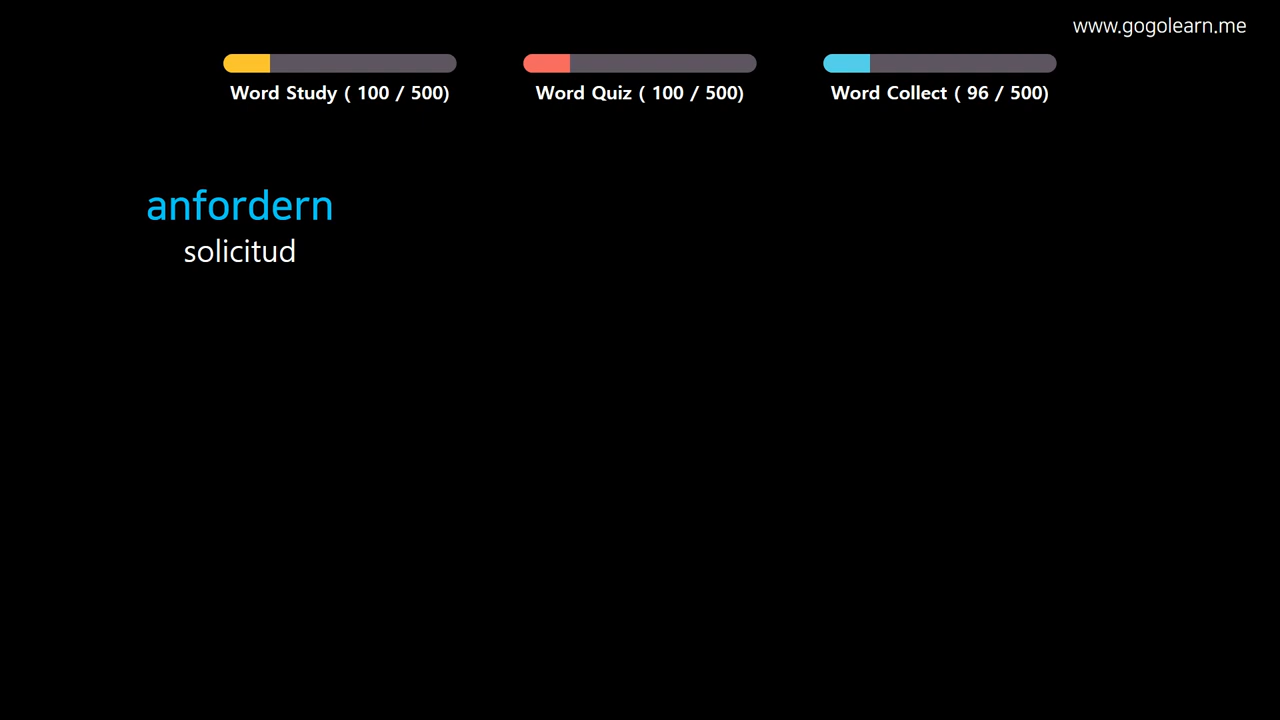 www.gogolearn.me
Word Study ( 100 / 500)
Word Quiz ( 100 / 500)
Word Collect ( 96 / 500)
anfordern
solicitud